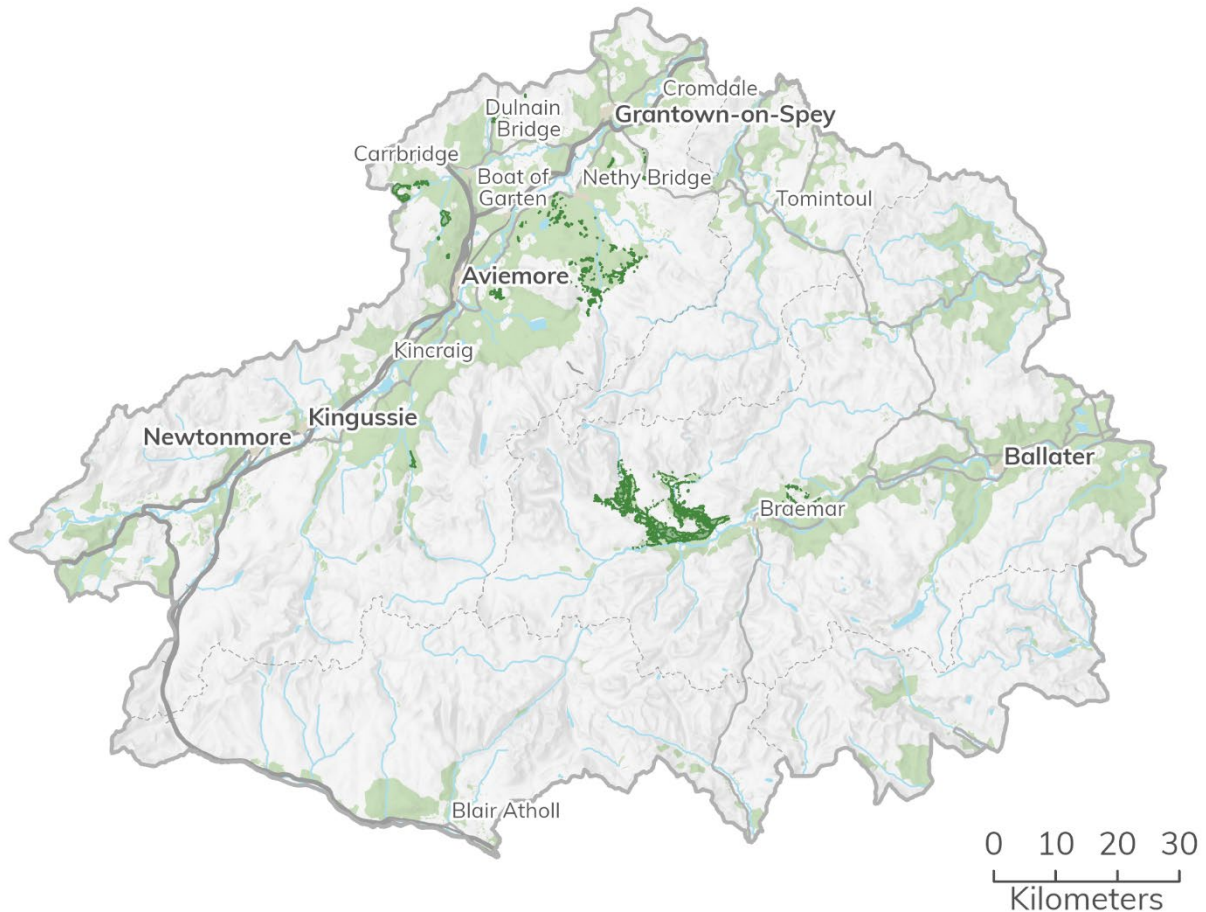 Cromdale
Dulnain
Bridge
Grantown-on-Spey
Carrbridge
Boat of
Garten
Nethy Bridge
Tomintoul
Aviemore
Kincraig
Kingussie
Newtonmore
Ballater
Braemar
Blair Atholl
0 10 20 30
Kilometers